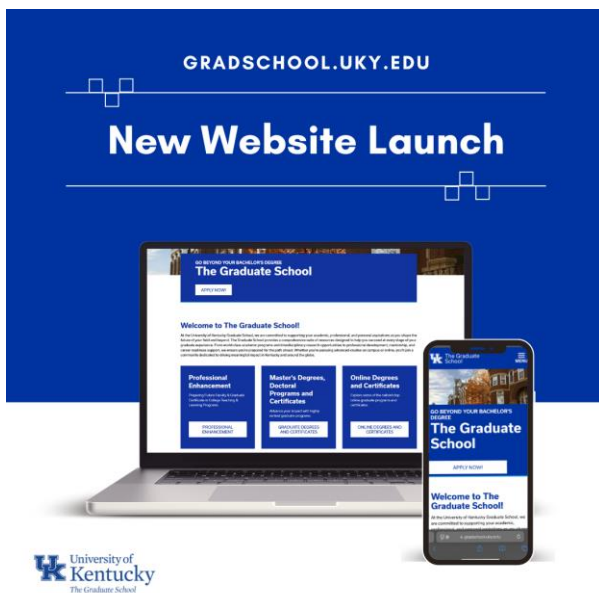 GRADSCHOOL.UKY.EDU
New Website Launch
GO BEYOND YOUR BACHELOR'S DEGREE
The Graduate School
APPLY NOW!
Welcome to The Graduate School!
Professional
Enhancement
PROFESSIONAL
ENHANCEMENT
Master's Degrees,
Doctoral
Programs and
Certificates
GRADUATE DEGREES
AND CERTIFICATES
Online Degrees
and Certificates
ONLINE DEGREES AND
CERTIFICATES
UK The Graduate
School
MENU
GO BEYOND YOUR BACHELOR'S
DEGREE
The Graduate
School
APPLY NOW!
Welcome to The
Graduate School!
At the University of Kentucky Graduate School, we
are committed to supporting your academic,
UK University of
Kentucky
The Graduate School